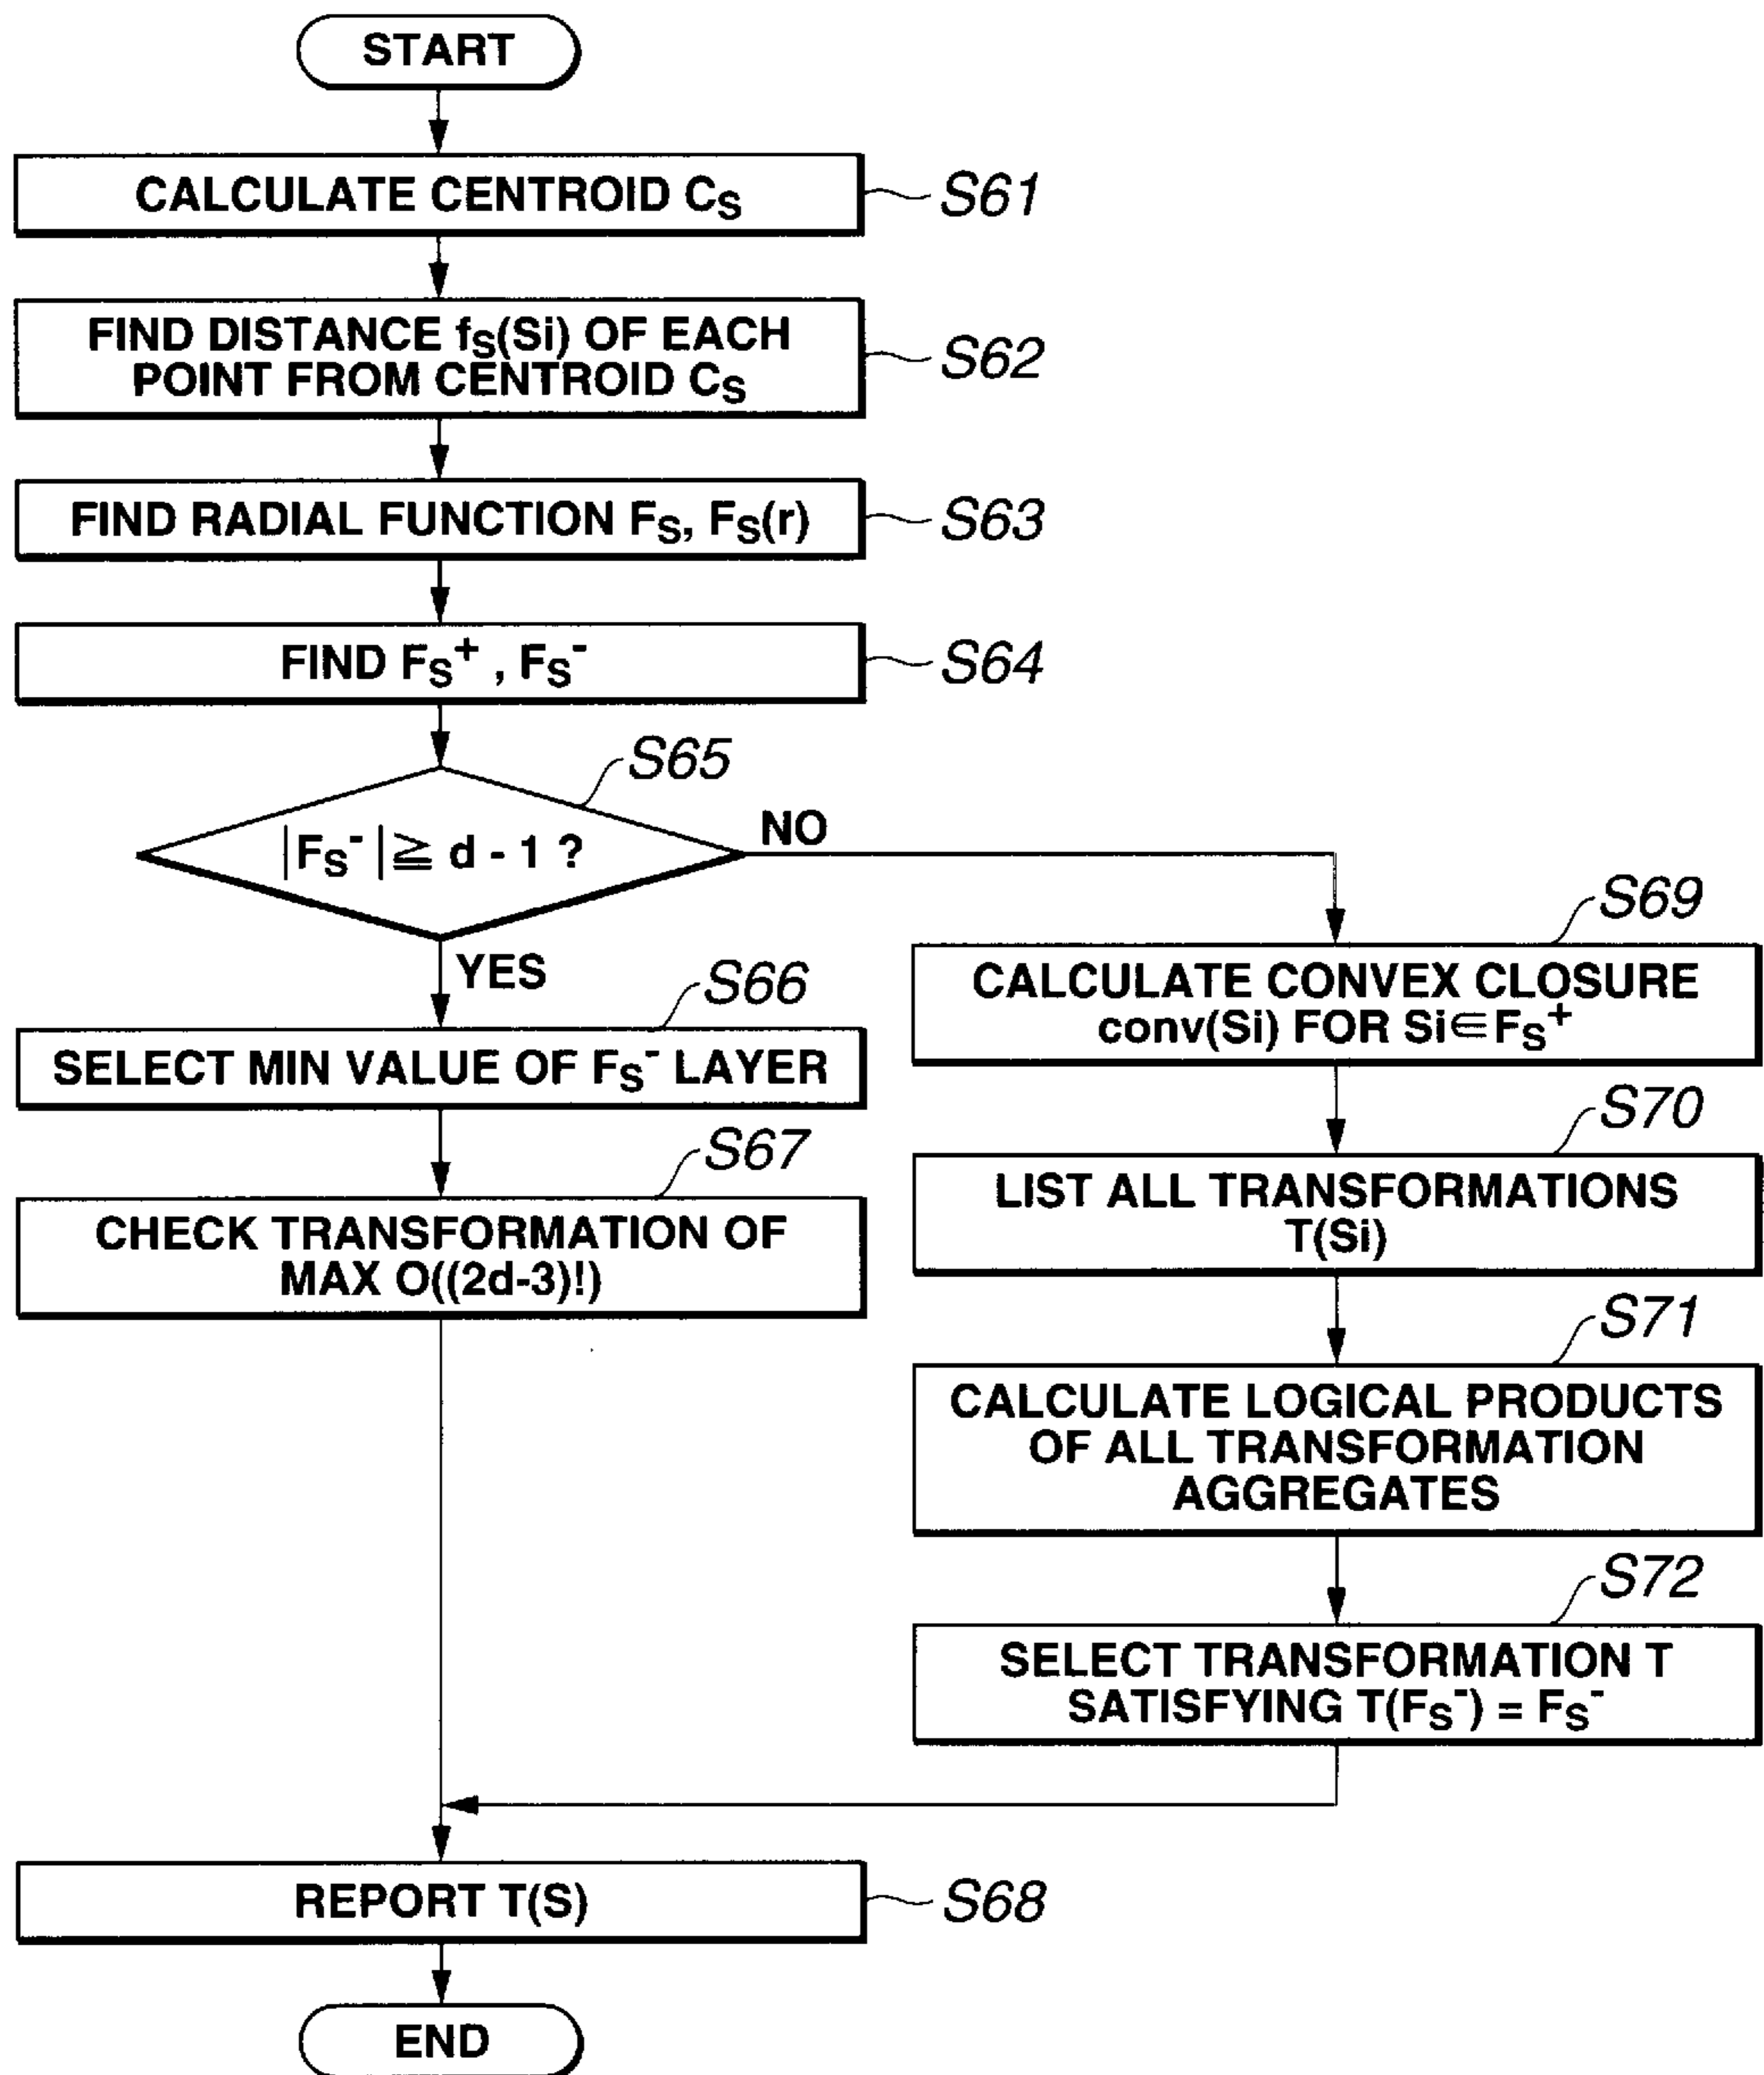 START
CALCULATE CENTROID CS
S61
FIND DISTANCE fS(Si) OF EACH
POINT FROM CENTROID CS
S62
FIND RADIAL FUNCTION FS, FS(r)
S63
FIND FS+ , FS-
S64
S65
|FS-| ≧ d - 1 ?
NO
YES
S66
SELECT MIN VALUE OF FS- LAYER
S67
CHECK TRANSFORMATION OF
MAX O((2d-3)!)
S69
CALCULATE CONVEX CLOSURE
conv(Si) FOR Si∈FS+
S70
LIST ALL TRANSFORMATIONS
T(Si)
S71
CALCULATE LOGICAL PRODUCTS
OF ALL TRANSFORMATION
AGGREGATES
S72
SELECT TRANSFORMATION T
SATISFYING T(FS-) = FS-
REPORT T(S)
S68
END